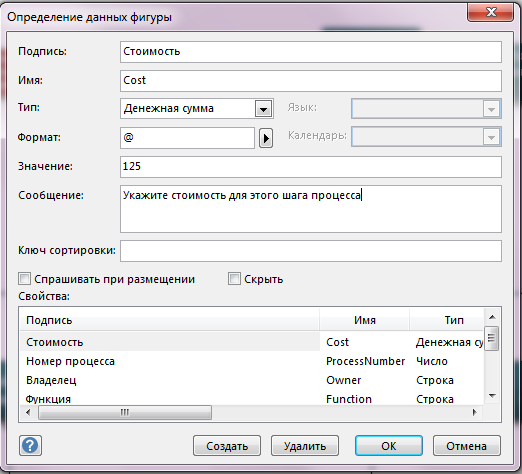 Определение данных фигуры
Подпись: Стоимость
Имя: Cost
Тип: Денежная сумма Язык:
Формат: @ Календарь:
Значение: 125
Сообщение: Укажите стоимость для этого шага процесса
Ключ сортировки:
Спрашивать при размещении Скрыть
Свойства:
Подпись Имя Тип
Стоимость Cost Денежная су
Номер процесса ProcessNumber Число
Владелец Owner Строка
Функция Function Строка
? Создать Удалить ОК Отмена